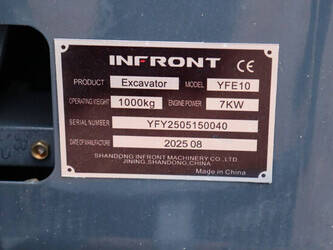 INFRONT CE
PRODUCT Excavator MODEL YFE10
OPERATING WEIGHT 1000kg ENGINE POWER 7KW
SERIAL NUMBER YFY2505150040
DATE OF MANUFACTURE 2025 08
SHANDONG INFRONT MACHINERY CO., LTD
JINING, SHANDONG, CHINA
Made in China